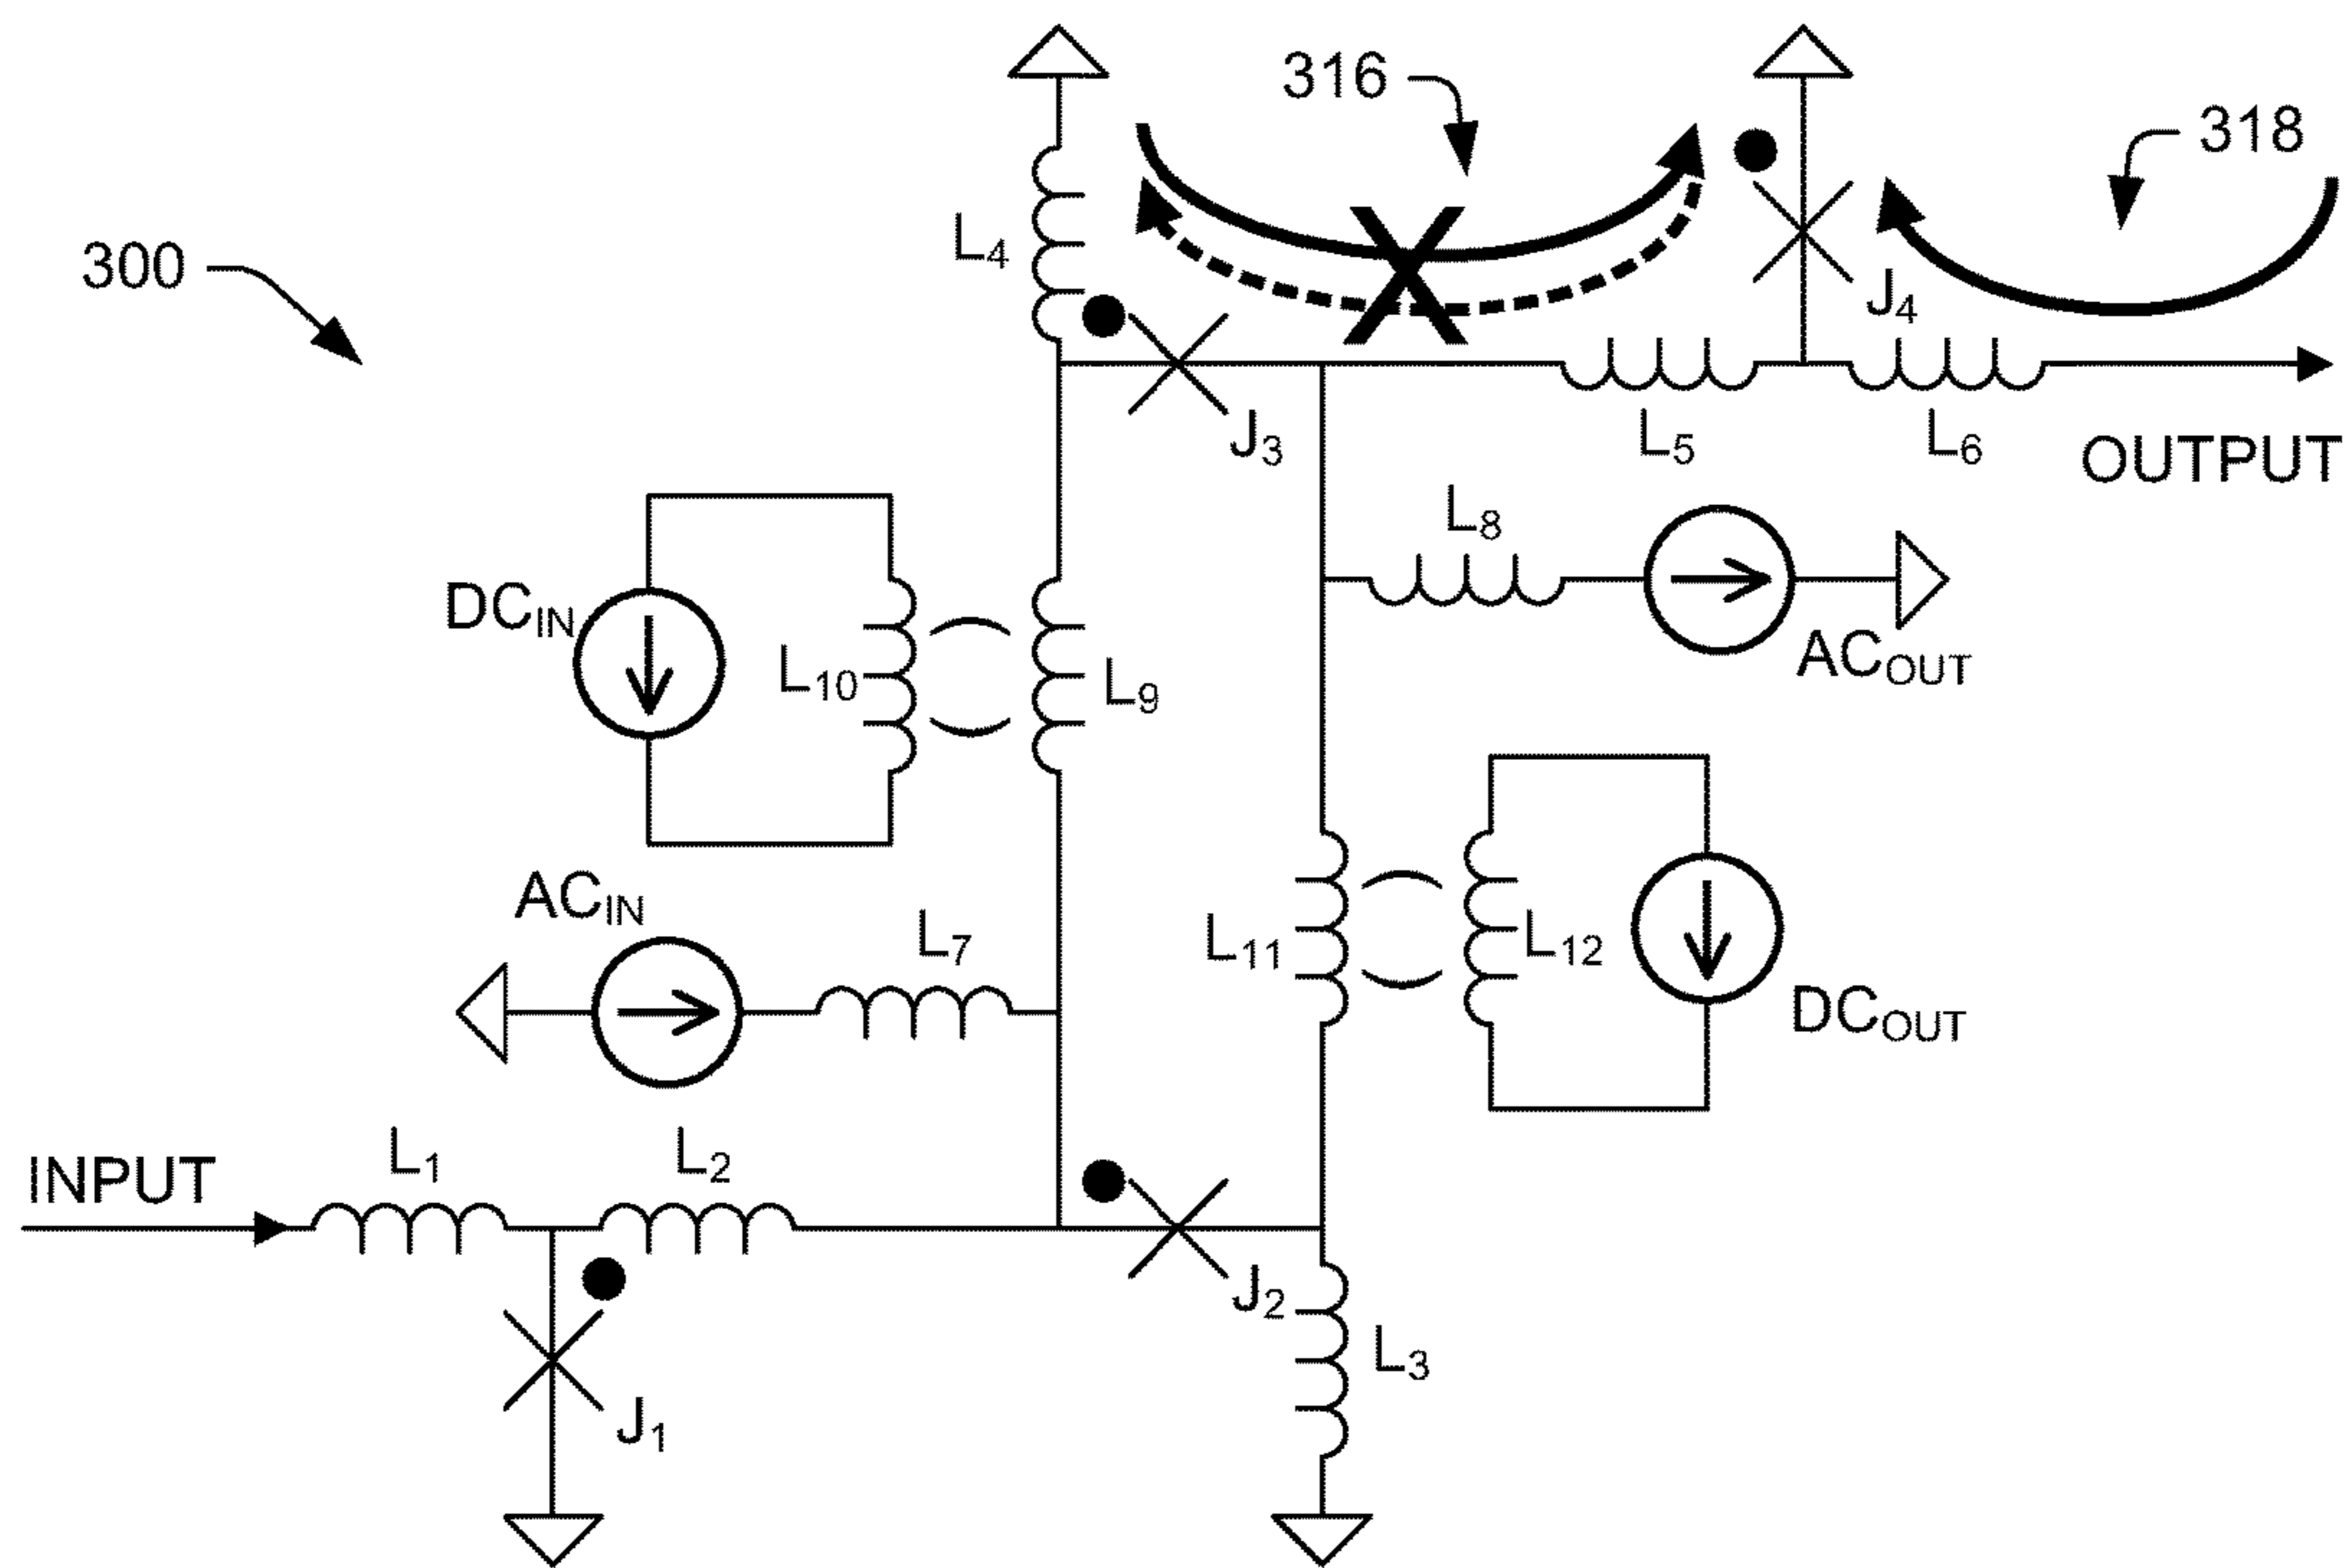 316
318
300
L4
J4
J3
L5
L6
OUTPUT
L8
DCIN
L10
L9
ACOUT
ACIN
L7
L11
L12
DCOUT
INPUT
L1
L2
J2
L3
J1